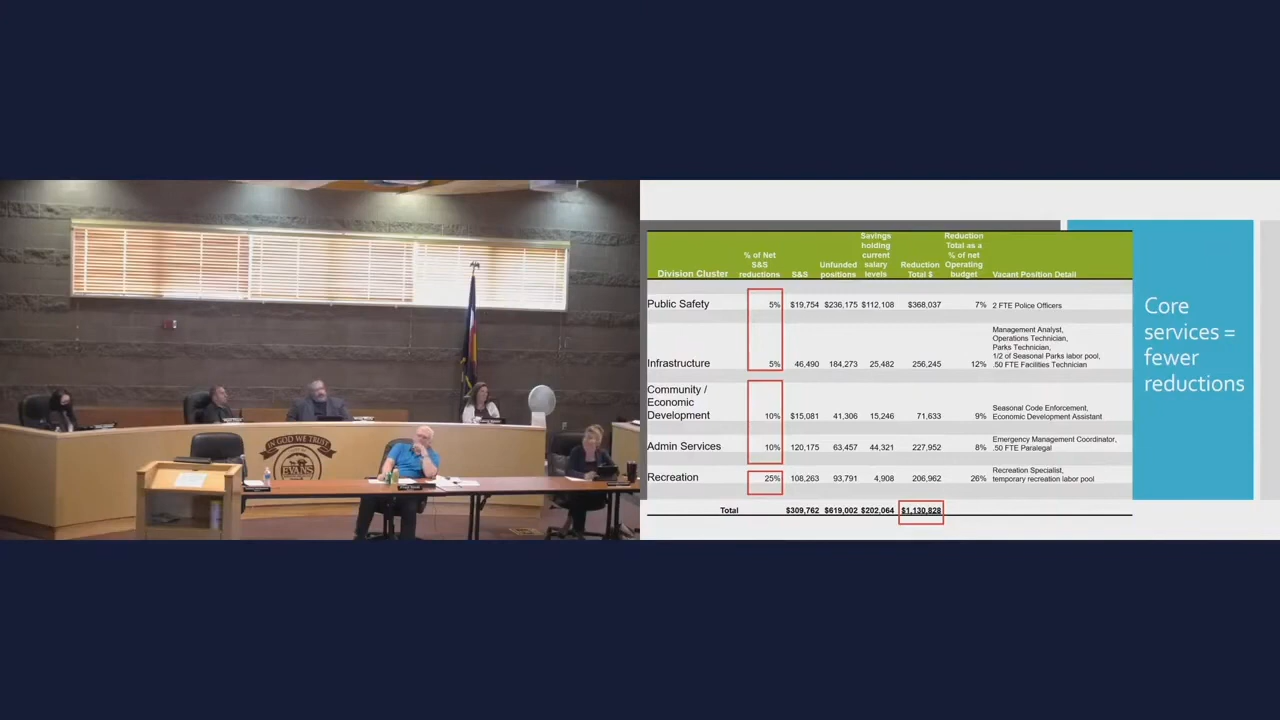 IN GOD WE TRUST
EVANS
Division Cluster
% of Net
S&S
reductions
S&S
Unfunded
positions
Savings
holding
current
salary
levels
Reduction
Total $
Reduction
Total as a
% of net
Operating
budget
Vacant Position Detail
Public Safety 5% $19,754 $236,175 $112,108 $368,037 7% 2 FTE Police Officers
Management Analyst,
Operations Technician,
Parks Technician,
1/2 of Seasonal Parks labor pool,
Infrastructure 5% 46,490 184,273 25,482 256,245 12% .50 FTE Facilities Technician
Community /
Economic
Seasonal Code Enforcement,
Development 10% $15,081 41,306 15,246 71,633 9% Economic Development Assistant
Emergency Management Coordinator,
Admin Services 10% 120,175 63,457 44,321 227,952 8% .50 FTE Paralegal
Recreation Specialist,
Recreation 25% 108,263 93,791 4,908 206,962 26% temporary recreation labor pool
Total $309,762 $619,002 $202,064 $1,130,828
Core
services =
fewer
reductions